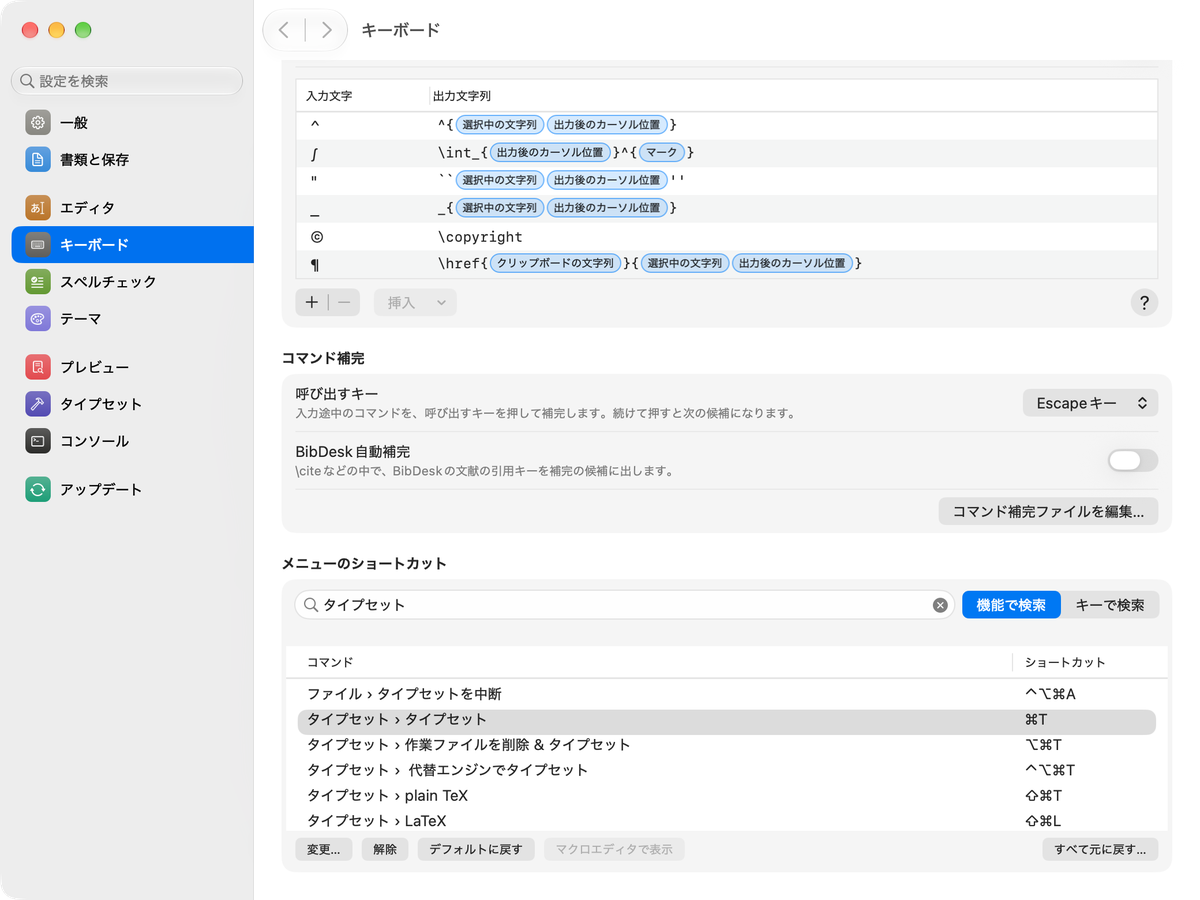 キーボード
設定を検索
一般
書類と保存
エディタ
キーボード
スペルチェック
テーマ
プレビュー
タイプセット
コンソール
アップデート
入力文字 出力文字列
^ ^{選択中の文字列 出力後のカーソル位置}
∫ \int_{出力後のカーソル位置}^{マーク}
" ``選択中の文字列 出力後のカーソル位置''
_ _{選択中の文字列 出力後のカーソル位置}
© \copyright
¶ \href{クリップボードの文字列}{選択中の文字列 出力後のカーソル位置}
+ − 挿入 ?
コマンド補完
呼び出すキー
入力途中のコマンドを、呼び出すキーを押して補完します。続けて押すと次の候補になります。
Escapeキー
BibDesk自動補完
\citeなどの中で、BibDeskの文献の引用キーを補完の候補に出します。
コマンド補完ファイルを編集...
メニューのショートカット
タイプセット 機能で検索 キーで検索
コマンド ショートカット
ファイル › タイプセットを中断 ^⌥⌘A
タイプセット › タイプセット ⌘T
タイプセット › 作業ファイルを削除 & タイプセット ⌥⌘T
タイプセット › 代替エンジンでタイプセット ^⌥⌘T
タイプセット › plain TeX ⇧⌘T
タイプセット › LaTeX ⇧⌘L
変更... 解除 デフォルトに戻す マクロエディタで表示 すべて元に戻す...